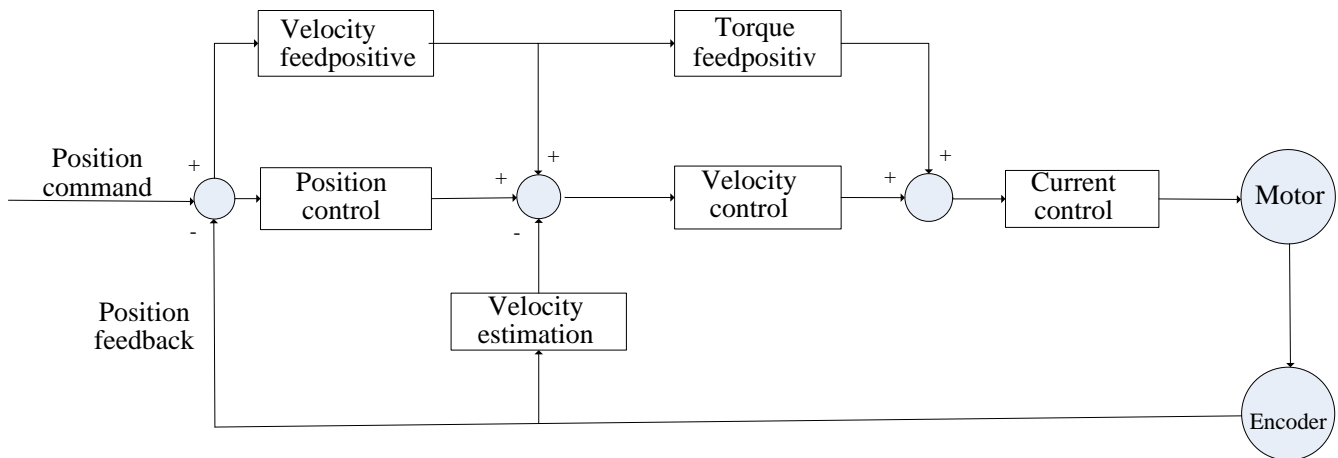 Velocity
feedpositive
Torque
feedpositiv
Position
command
+
-
Position
control
+
+
-
Velocity
control
+
+
Current
control
Motor
Position
feedback
Velocity
estimation
Encoder